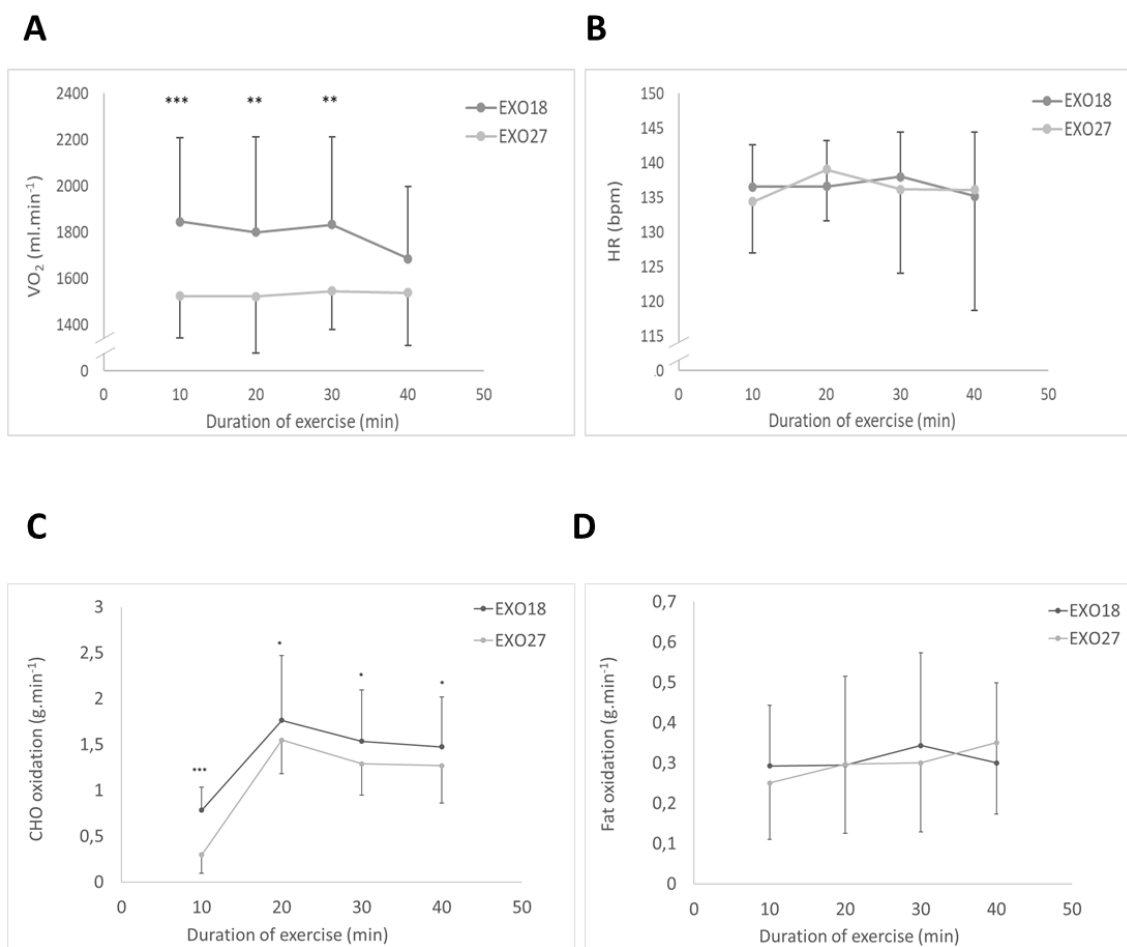 A
2400
2200
2000
1800
1600
1400
0
VO₂ (ml.min⁻¹)
*** ** **
EXO18
EXO27
0 10 20 30 40 50
Duration of exercise (min)
B
150
145
140
135
130
125
120
115
0
HR (bpm)
EXO18
EXO27
0 10 20 30 40 50
Duration of exercise (min)
C
3
2,5
2
1,5
1
0,5
0
CHO oxidation (g.min⁻¹)
*** * * *
EXO18
EXO27
0 10 20 30 40 50
Duration of exercise (min)
D
0,7
0,6
0,5
0,4
0,3
0,2
0,1
0
Fat oxidation (g.min⁻¹)
EXO18
EXO27
0 10 20 30 40 50
Duration of exercise (min)